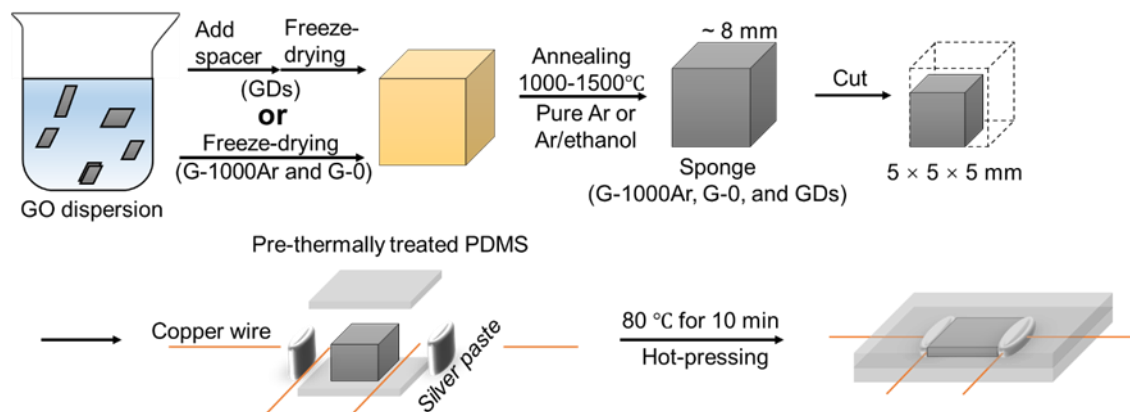 Add
spacer
Freeze-
drying
(GDs)
or
Freeze-drying
(G-1000Ar and G-0)
GO dispersion
Annealing
1000-1500℃
Pure Ar or
Ar/ethanol
~ 8 mm
Sponge
(G-1000Ar, G-0, and GDs)
Cut
5 × 5 × 5 mm
Pre-thermally treated PDMS
Copper wire
Silver paste
80 ℃ for 10 min
Hot-pressing